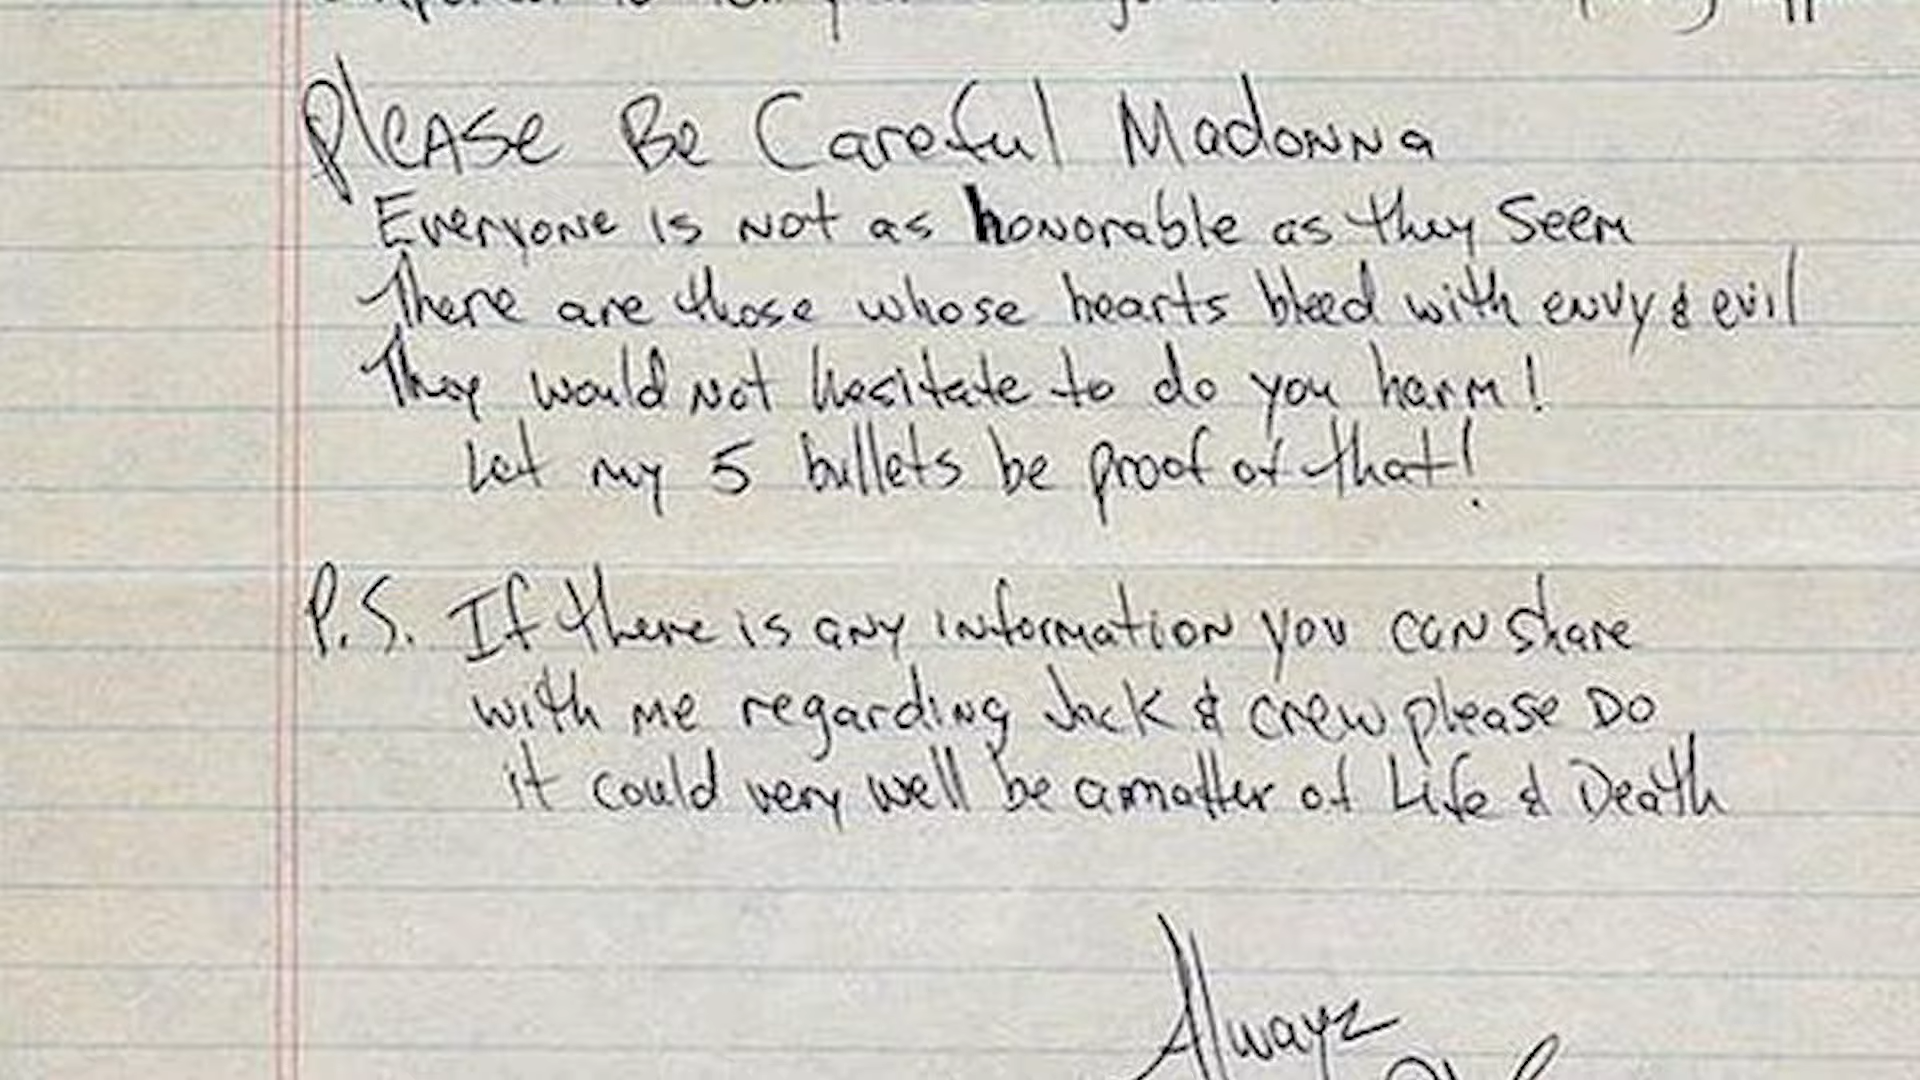 Please Be Careful Madonna
Everyone is not as honorable as they seem
There are those whose hearts bleed with envy & evil
They would not hesitate to do you harm!
Let my 5 bullets be proof of that!
P.S. If there is any information you can share
with me regarding Jack & crew please Do
it could very well be a matter of Life & Death
Alwayz